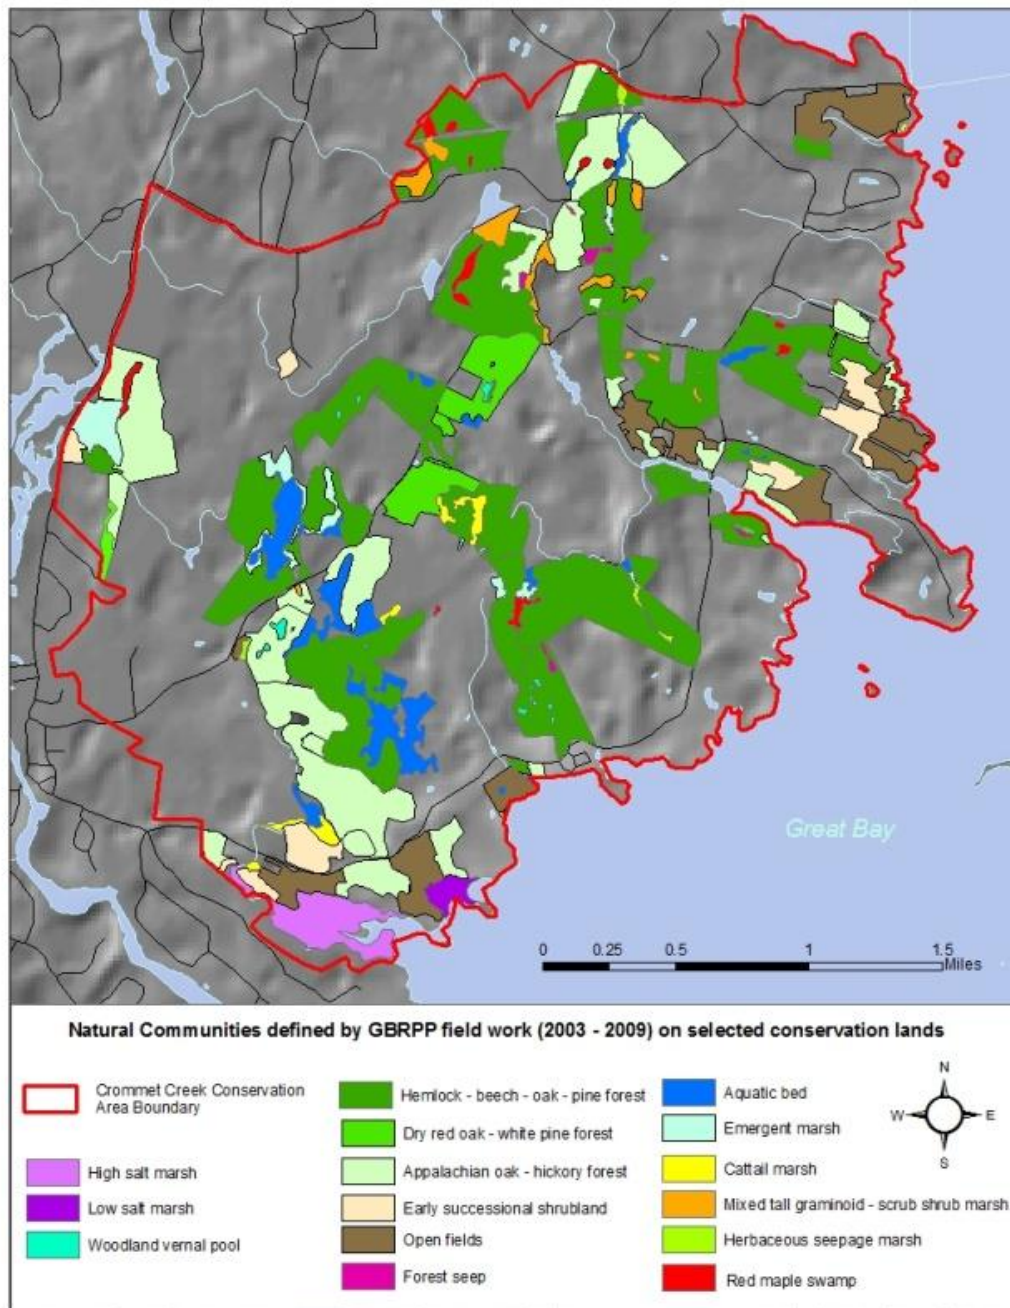 Great Bay
0 0.25 0.5 1 1.5
Miles
Natural Communities defined by GBRPP field work (2003 - 2009) on selected conservation lands
Crommet Creek Conservation
Area Boundary
High salt marsh
Low salt marsh
Woodland vernal pool
Hemlock - beech - oak - pine forest
Dry red oak - white pine forest
Appalachian oak - hickory forest
Early successional shrubland
Open fields
Forest seep
Aquatic bed
Emergent marsh
Cattail marsh
Mixed tall graminoid - scrub shrub marsh
Herbaceous seepage marsh
Red maple swamp
N
W E
S